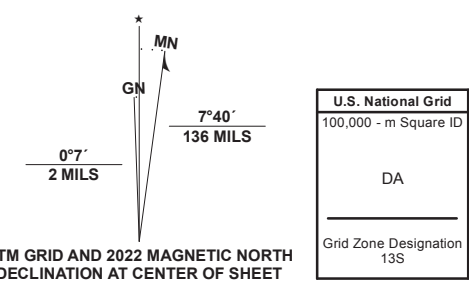 MN
GN
7°40´
136 MILS
0°7´
2 MILS
TM GRID AND 2022 MAGNETIC NORTH
DECLINATION AT CENTER OF SHEET
U.S. National Grid
100,000 - m Square ID
DA
Grid Zone Designation
13S